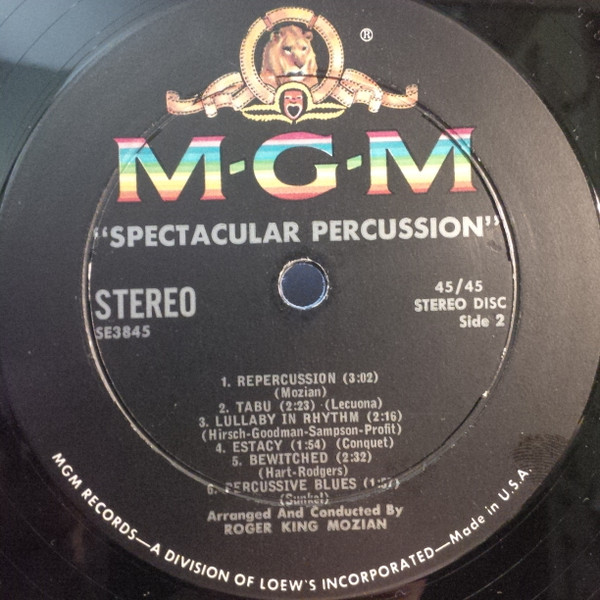 ®
M·G·M
"SPECTACULAR PERCUSSION"
STEREO
SE3845
45/45
STEREO DISC
Side 2
1. REPERCUSSION (3:02)
(Mozian)
2. TABU (2:23) (Lecuona)
3. LULLABY IN RHYTHM (2:16)
(Hirsch-Goodman-Sampson-Profit)
4. ESTACY (1:54) (Conquet)
5. BEWITCHED (2:32)
(Hart-Rodgers)
6. PERCUSSIVE BLUES (1:57)
(Sunkel)
Arranged And Conducted By
ROGER KING MOZIAN
MGM RECORDS—A DIVISION OF LOEW'S INCORPORATED—Made in U.S.A.